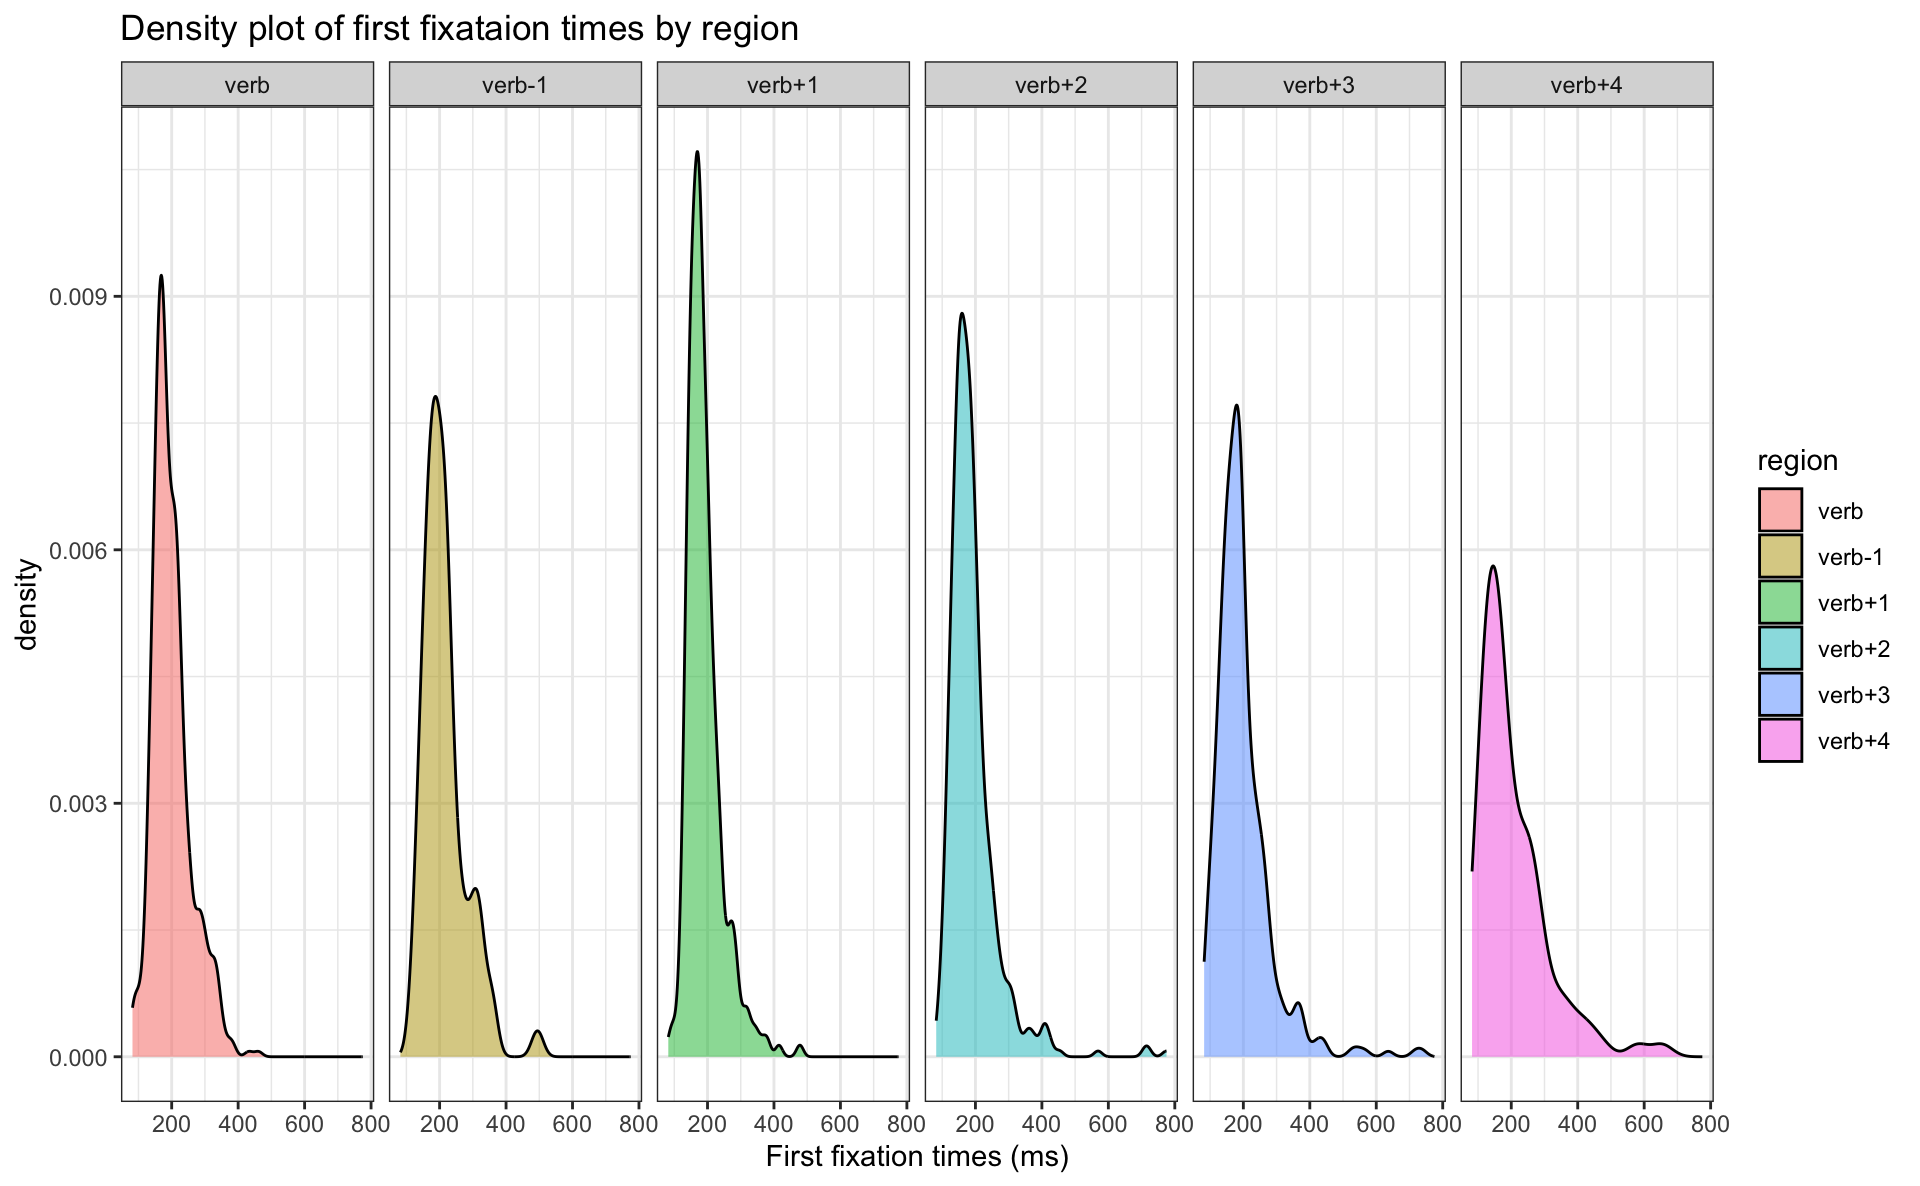 Density plot of first fixataion times by region
verb verb-1 verb+1 verb+2 verb+3 verb+4
density
0.009
0.006
0.003
0.000
200 400 600 800 200 400 600 800 200 400 600 800 200 400 600 800 200 400 600 800 200 400 600 800
First fixation times (ms)
region
verb
verb-1
verb+1
verb+2
verb+3
verb+4